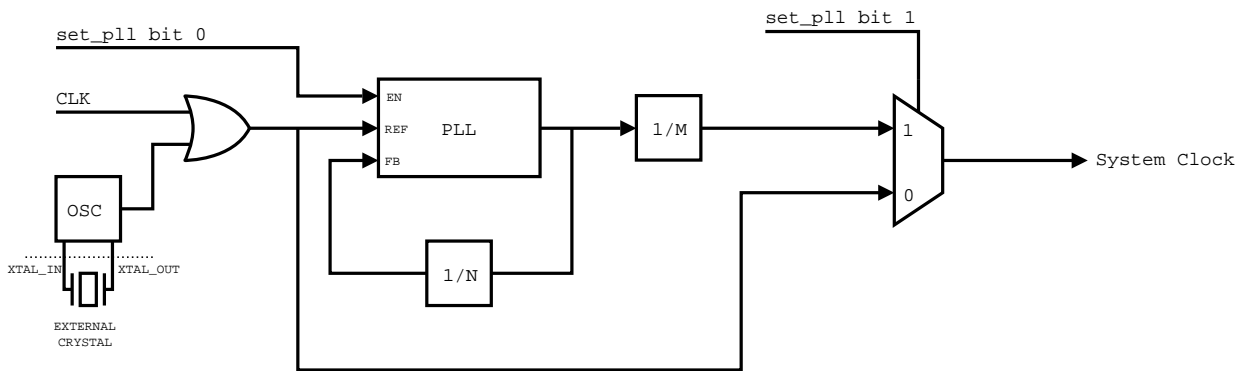 set_pll bit 1
set_pll bit 0
CLK
EN
REF
PLL
FB
1/M
1
0
System Clock
OSC
XTAL_IN
XTAL_OUT
1/N
EXTERNAL
CRYSTAL